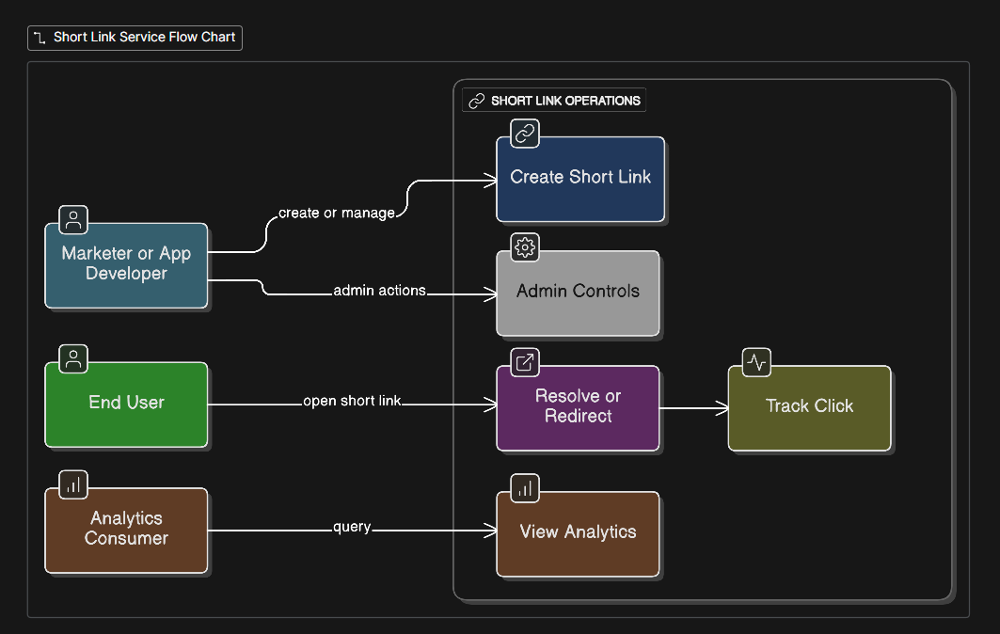 Short Link Service Flow Chart
SHORT LINK OPERATIONS
Create Short Link
create or manage
Marketer or App
Developer
admin actions
Admin Controls
End User
open short link
Resolve or
Redirect
Track Click
Analytics
Consumer
query
View Analytics